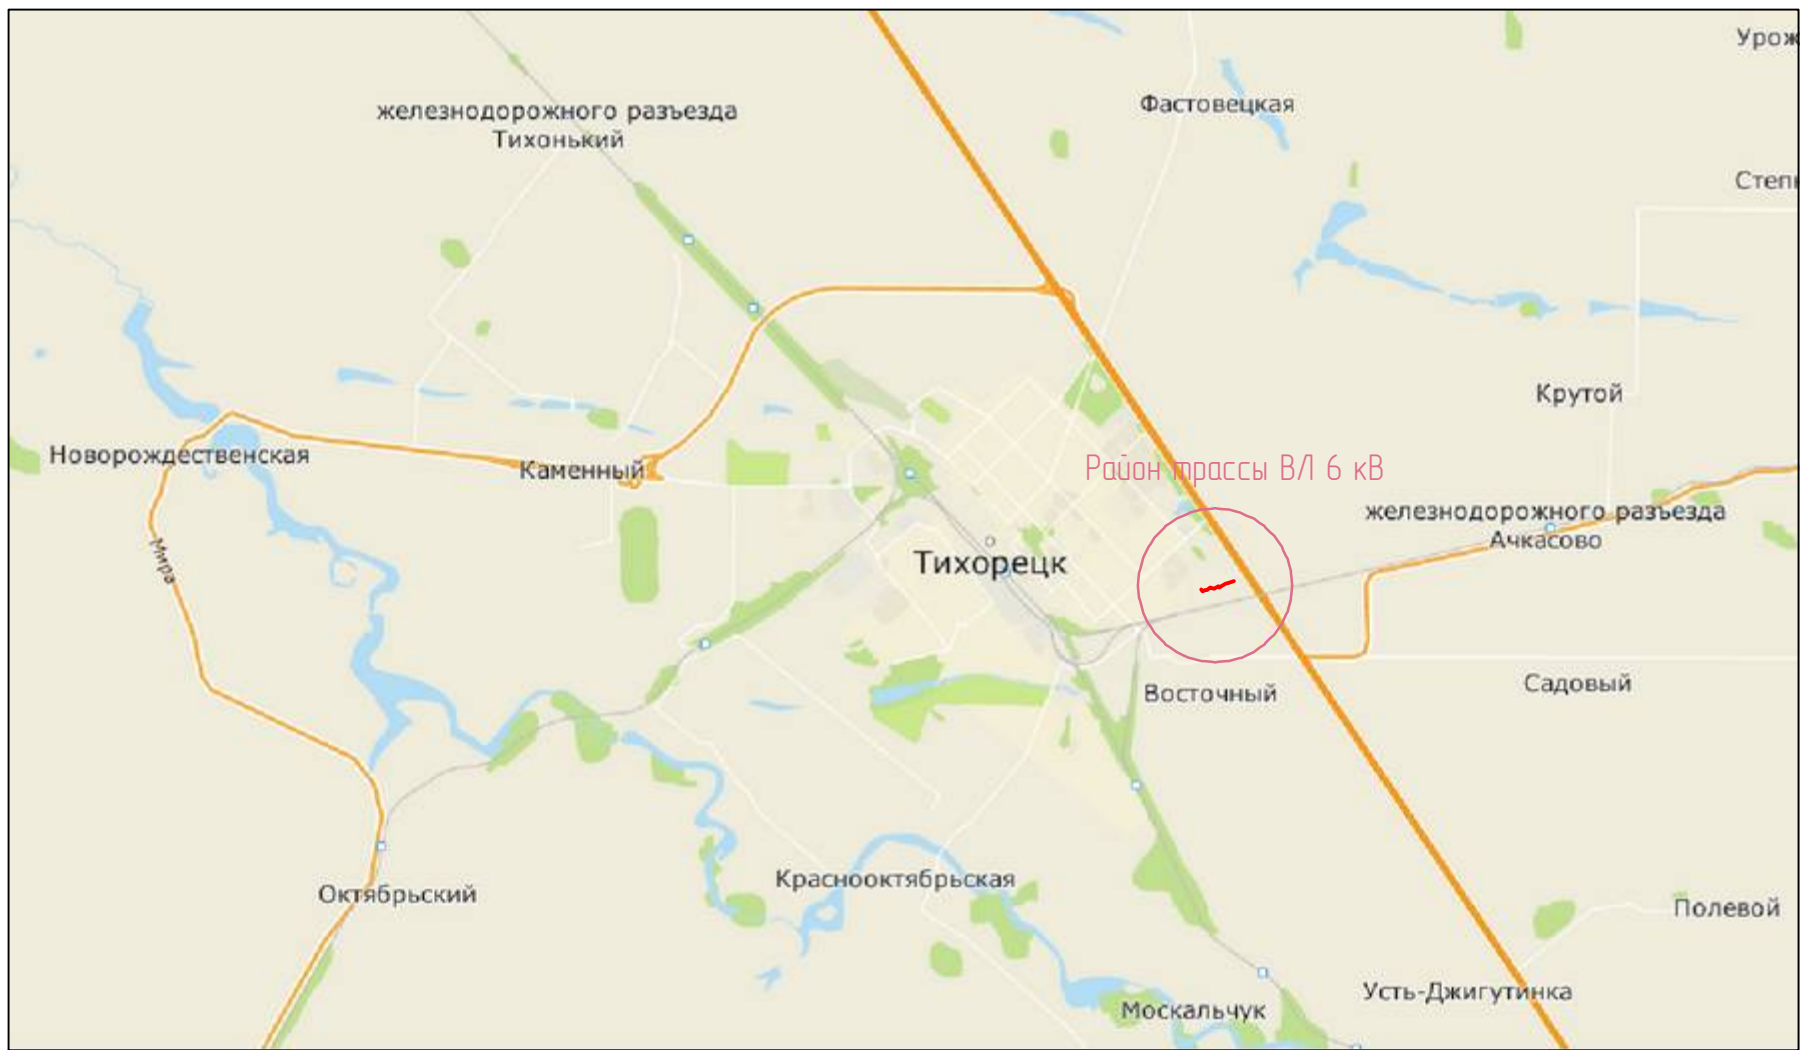 Урож
Фастовецкая
железнодорожного разъезда
Тихонький
Степн
Крутой
Новорождественская
Каменный
Район трассы ВЛ 6 кВ
железнодорожного разъезда
Ачкасово
Мира
Тихорецк
Восточный
Садовый
Краснооктябрьская
Октябрьский
Полевой
Усть-Джигутинка
Москальчук